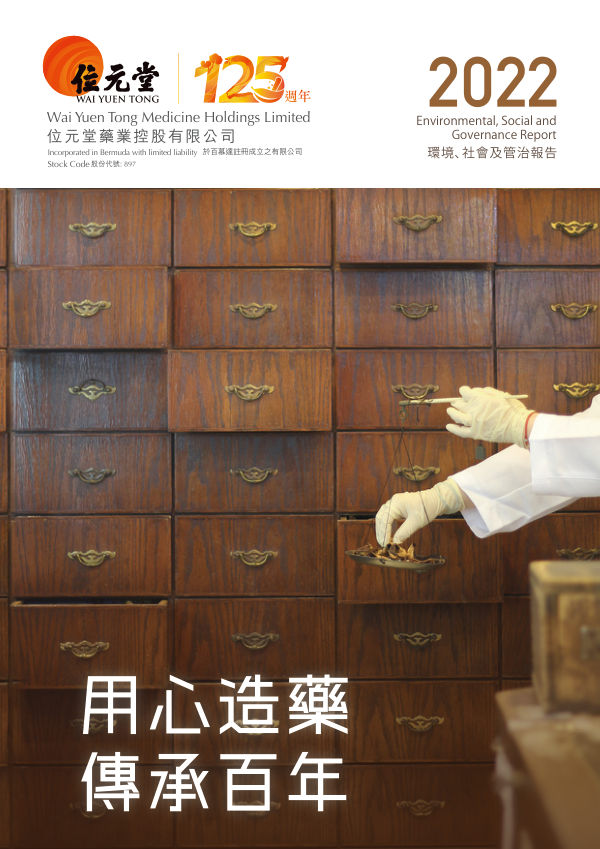 位元堂
WAI YUEN TONG
125週年
Wai Yuen Tong Medicine Holdings Limited
位元堂藥業控股有限公司
Incorporated in Bermuda with limited liability 於百慕達註冊成立之有限公司
Stock Code 股份代號: 897
2022
Environmental, Social and
Governance Report
環境、社會及管治報告
用心造藥
傳承百年